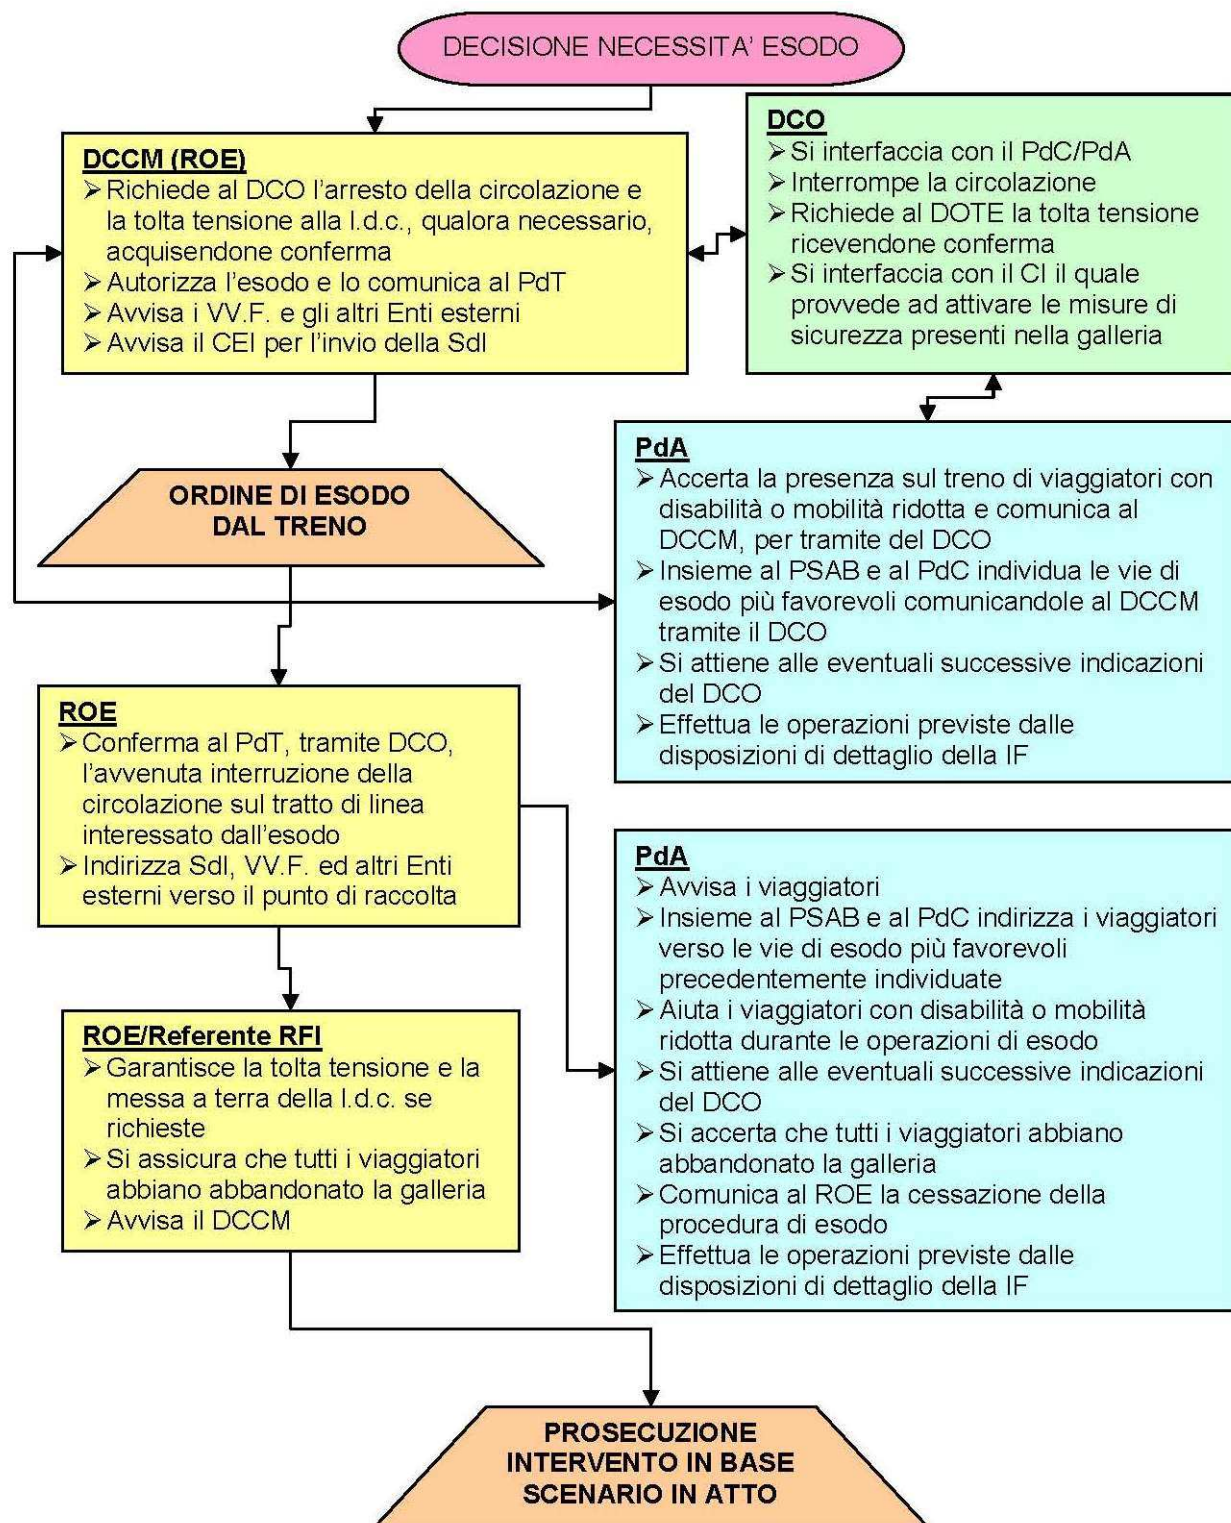 DECISIONE NECESSITA' ESODO
DCCM (ROE)
➢ Richiede al DCO l'arresto della circolazione e
la tolta tensione alla l.d.c., qualora necessario,
acquisendone conferma
➢ Autorizza l'esodo e lo comunica al PdT
➢ Avvisa i VV.F. e gli altri Enti esterni
➢ Avvisa il CEI per l'invio della SdI
DCO
➢ Si interfaccia con il PdC/PdA
➢ Interrompe la circolazione
➢ Richiede al DOTE la tolta tensione
ricevendone conferma
➢ Si interfaccia con il CI il quale
provvede ad attivare le misure di
sicurezza presenti nella galleria
ORDINE DI ESODO
DAL TRENO
PdA
➢ Accerta la presenza sul treno di viaggiatori con
disabilità o mobilità ridotta e comunica al
DCCM, per tramite del DCO
➢ Insieme al PSAB e al PdC individua le vie di
esodo più favorevoli comunicandole al DCCM
tramite il DCO
➢ Si attiene alle eventuali successive indicazioni
del DCO
➢ Effettua le operazioni previste dalle
disposizioni di dettaglio della IF
ROE
➢ Conferma al PdT, tramite DCO,
l'avvenuta interruzione della
circolazione sul tratto di linea
interessato dall'esodo
➢ Indirizza SdI, VV.F. ed altri Enti
esterni verso il punto di raccolta
PdA
➢ Avvisa i viaggiatori
➢ Insieme al PSAB e al PdC indirizza i viaggiatori
verso le vie di esodo più favorevoli
precedentemente individuate
➢ Aiuta i viaggiatori con disabilità o mobilità
ridotta durante le operazioni di esodo
➢ Si attiene alle eventuali successive indicazioni
del DCO
➢ Si accerta che tutti i viaggiatori abbiano
abbandonato la galleria
➢ Comunica al ROE la cessazione della
procedura di esodo
➢ Effettua le operazioni previste dalle
disposizioni di dettaglio della IF
ROE/Referente RFI
➢ Garantisce la tolta tensione e la
messa a terra della l.d.c. se
richieste
➢ Si assicura che tutti i viaggiatori
abbiano abbandonato la galleria
➢ Avvisa il DCCM
PROSECUZIONE
INTERVENTO IN BASE
SCENARIO IN ATTO